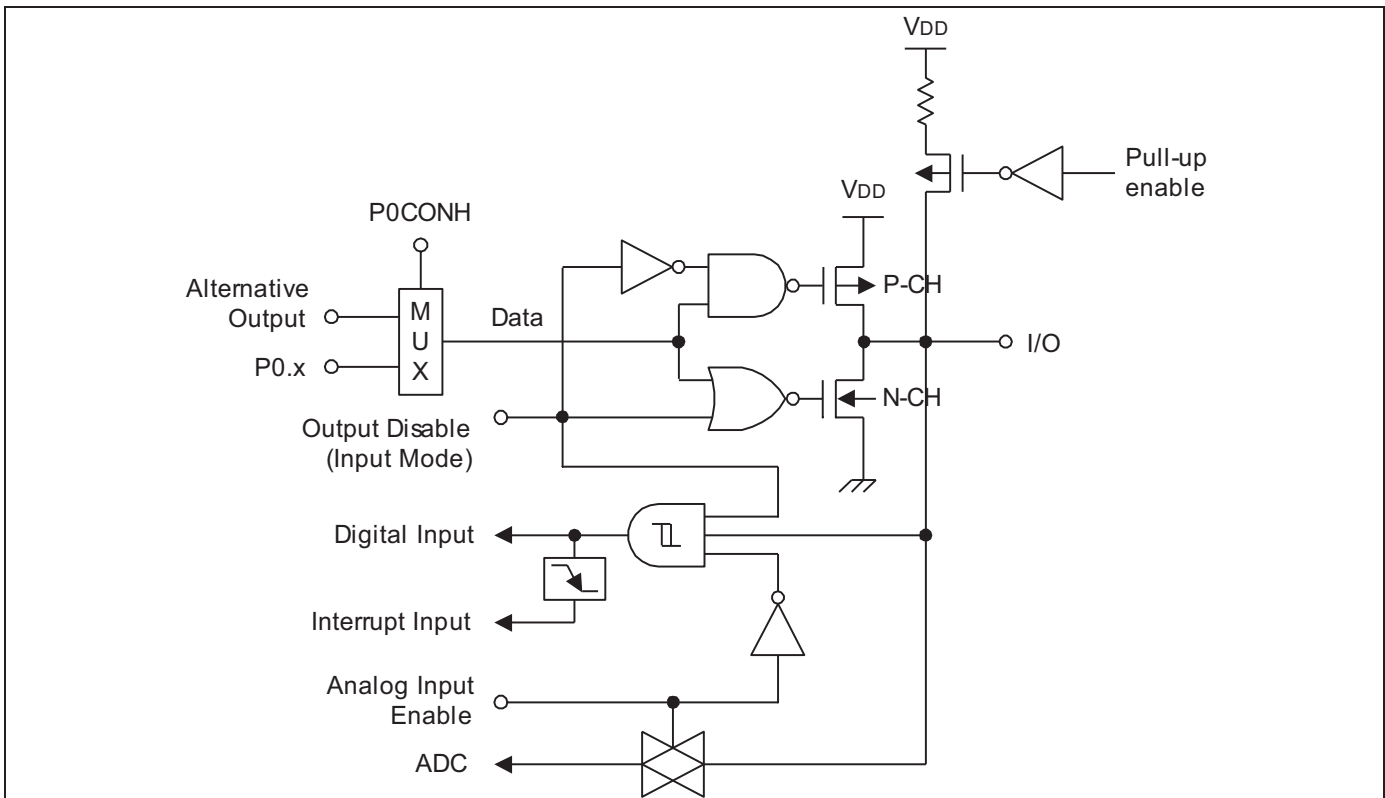 VDD
Pull-up
enable
VDD
P0CONH
P-CH
Alternative
Output
M
U
X
Data
I/O
P0.x
N-CH
Output Disable
(Input Mode)
Digital Input
Interrupt Input
Analog Input
Enable
ADC